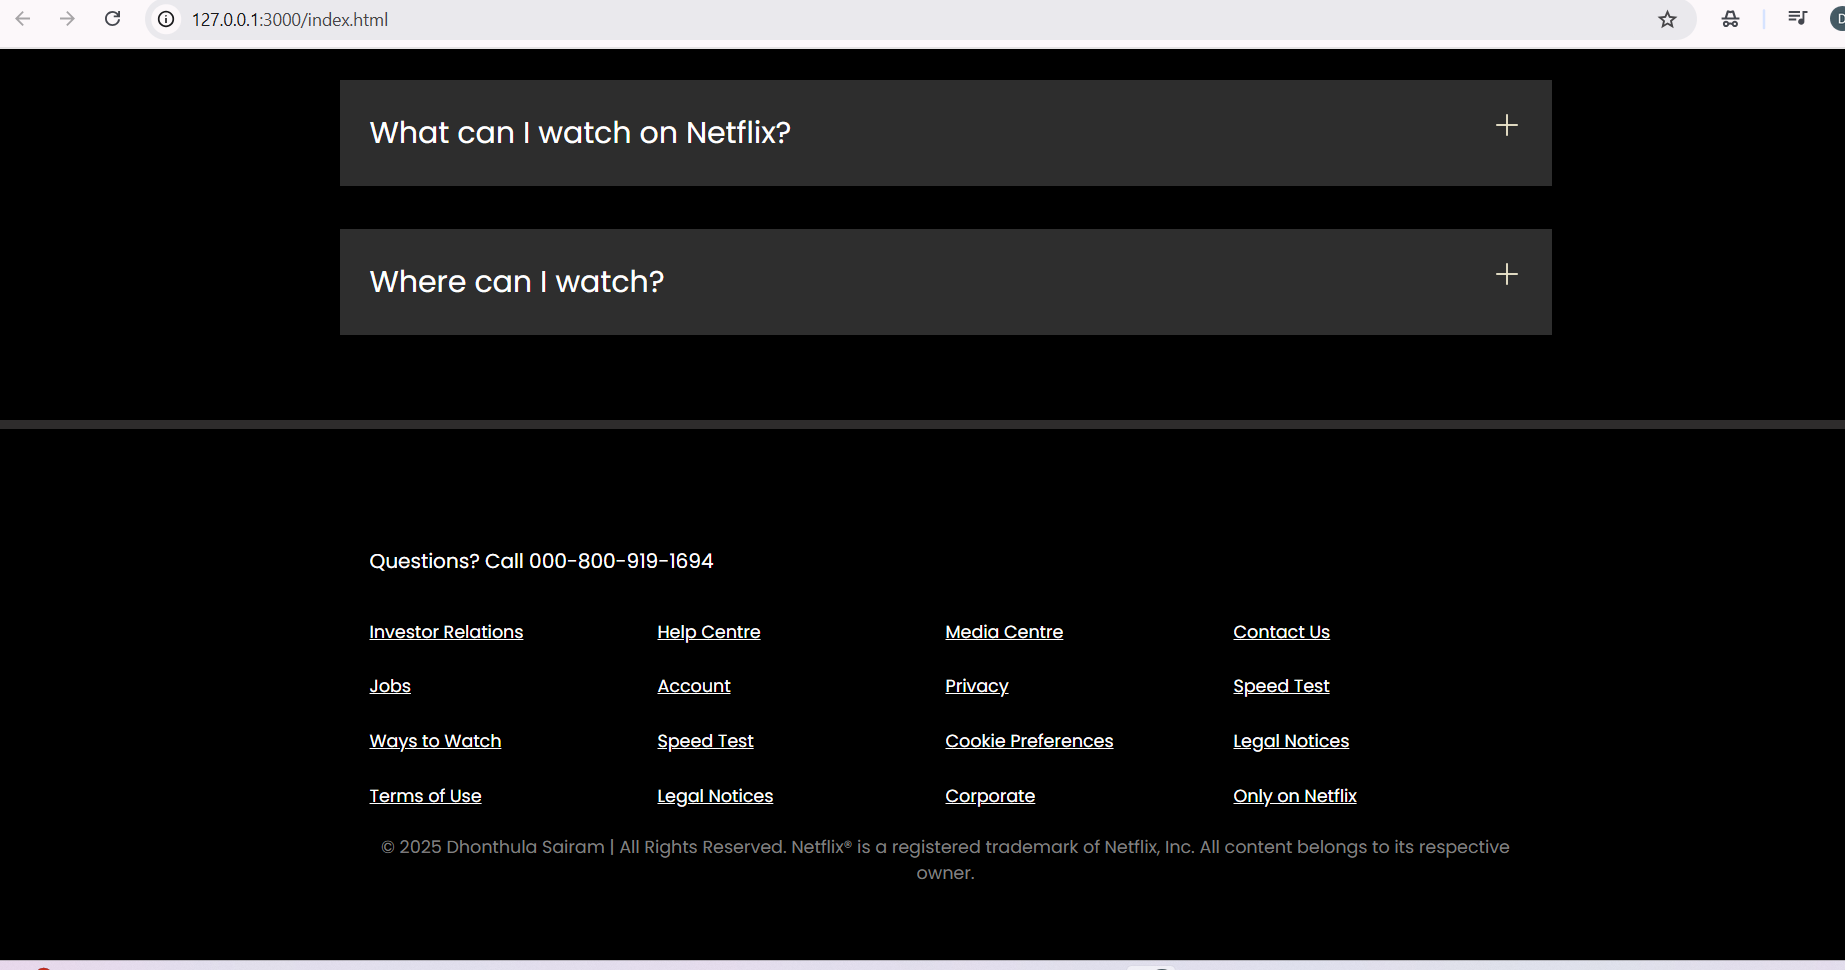 127.0.0.1:3000/index.html
D
What can I watch on Netflix?
Where can I watch?
Questions? Call 000-800-919-1694
Investor Relations Help Centre Media Centre Contact Us
Jobs Account Privacy Speed Test
Ways to Watch Speed Test Cookie Preferences Legal Notices
Terms of Use Legal Notices Corporate Only on Netflix
© 2025 Dhonthula Sairam | All Rights Reserved. Netflix® is a registered trademark of Netflix, Inc. All content belongs to its respective
owner.